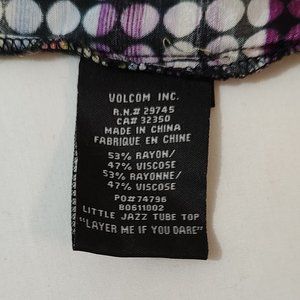 VOLCOM INC.
R.N.# 29745
CA# 32350
MADE IN CHINA
FABRIQUE EN CHINE
53% RAYON/
47% VISCOSE
53% RAYONNE/
47% VISCOSE
PO#74796
B0611002
LITTLE JAZZ TUBE TOP
"LAYER ME IF YOU DARE"